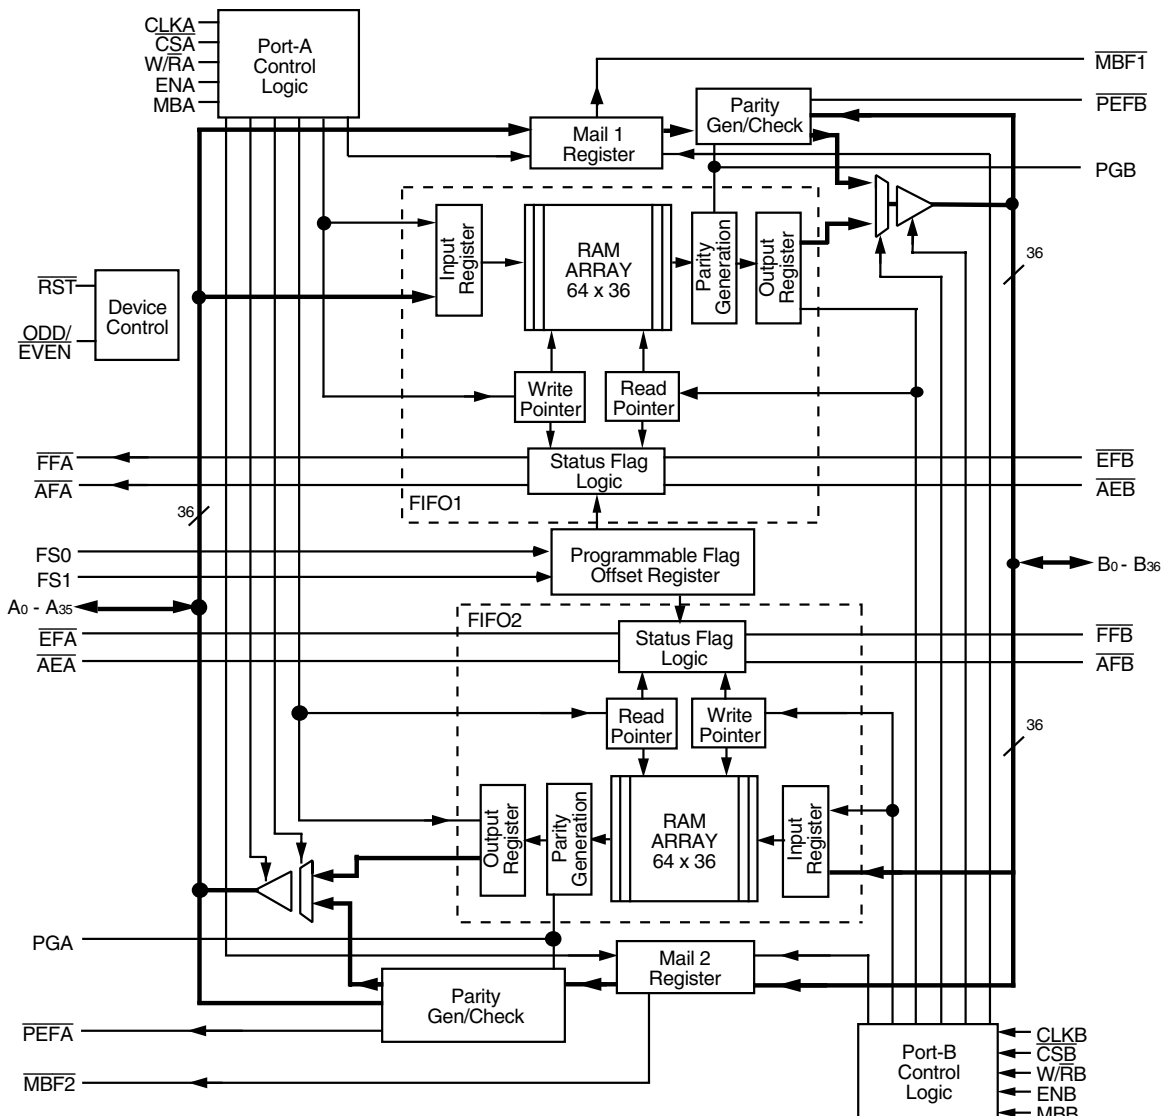 CLKA
CSA
W/RA
ENA
MBA
Port-A
Control
Logic
MBF1
Mail 1
Register
Parity
Gen/Check
PEFB
PGB
Input
Register
RAM
ARRAY
64 x 36
Parity
Generation
Output
Register
36
RST
ODD/
EVEN
Device
Control
Write
Pointer
Read
Pointer
FFA
AFA
Status Flag
Logic
EFB
AEB
FIFO1
36
FS0
FS1
Programmable Flag
Offset Register
A0 - A35
B0 - B36
FIFO2
EFA
AEA
Status Flag
Logic
FFB
AFB
Read
Pointer
Write
Pointer
36
Output
Register
Parity
Generation
RAM
ARRAY
64 x 36
Input
Register
PGA
Mail 2
Register
Parity
Gen/Check
PEFA
MBF2
Port-B
Control
Logic
CLKB
CSB
W/RB
ENB
MBB